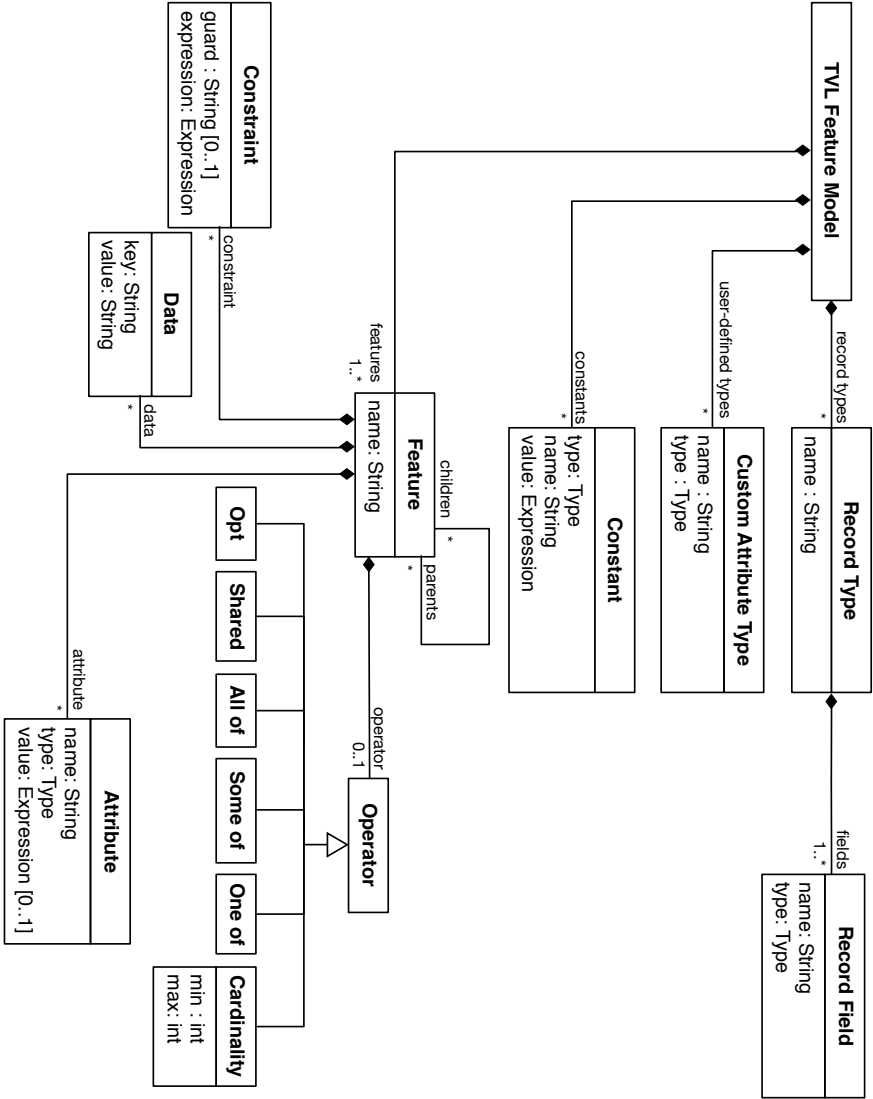 TVL Feature Model
record types
*
Record Type
name : String
fields
1..*
Record Field
name: String
type: Type
user-defined types
*
Custom Attribute Type
name : String
type : Type
constants
*
Constant
type: Type
name: String
value: Expression
features
1..*
Feature
name: String
children
*
parents
*
operator
0..1
Operator
Constraint
guard : String [0..1]
expression: Expression
constraint
*
Data
key: String
value: String
data
*
Opt
Shared
All of
Some of
One of
Cardinality
min : int
max: int
attribute
*
Attribute
name: String
type: Type
value: Expression [0..1]